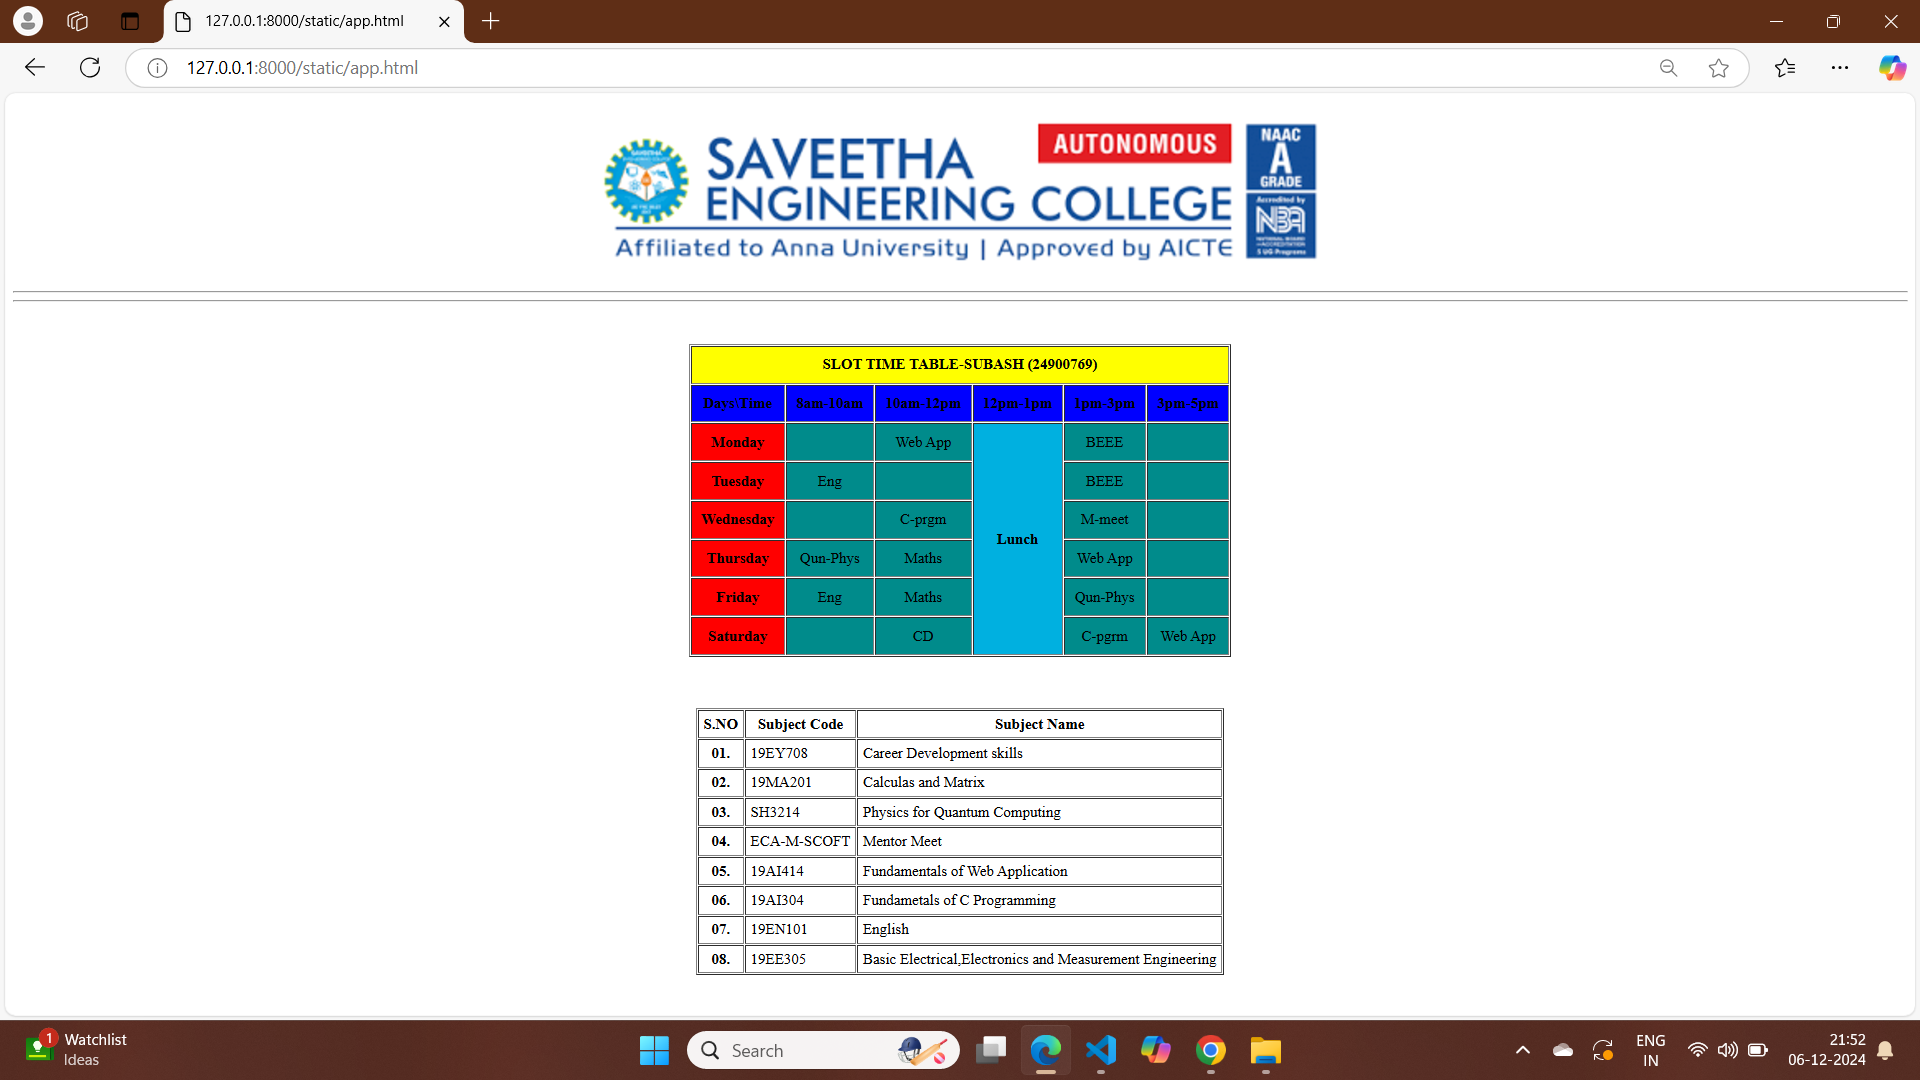 127.0.0.1:8000/static/app.html
127.0.0.1:8000/static/app.html
AUTONOMOUS
NAAC
A
GRADE
SAVEETHA
ENGINEERING COLLEGE
Accredited by
NBA
5 UG Programs
Affiliated to Anna University | Approved by AICTE
SLOT TIME TABLE-SUBASH (24900769)
Days\Time 8am-10am 10am-12pm 12pm-1pm 1pm-3pm 3pm-5pm
Monday Web App BEEE
Tuesday Eng BEEE
Wednesday C-prgm M-meet
Lunch
Thursday Qun-Phys Maths Web App
Friday Eng Maths Qun-Phys
Saturday CD C-pgrm Web App
S.NO Subject Code Subject Name
01. 19EY708 Career Development skills
02. 19MA201 Calculas and Matrix
03. SH3214 Physics for Quantum Computing
04. ECA-M-SCOFT Mentor Meet
05. 19AI414 Fundamentals of Web Application
06. 19AI304 Fundametals of C Programming
07. 19EN101 English
08. 19EE305 Basic Electrical,Electronics and Measurement Engineering
1
Watchlist
Ideas
Search
ENG
IN
21:52
06-12-2024